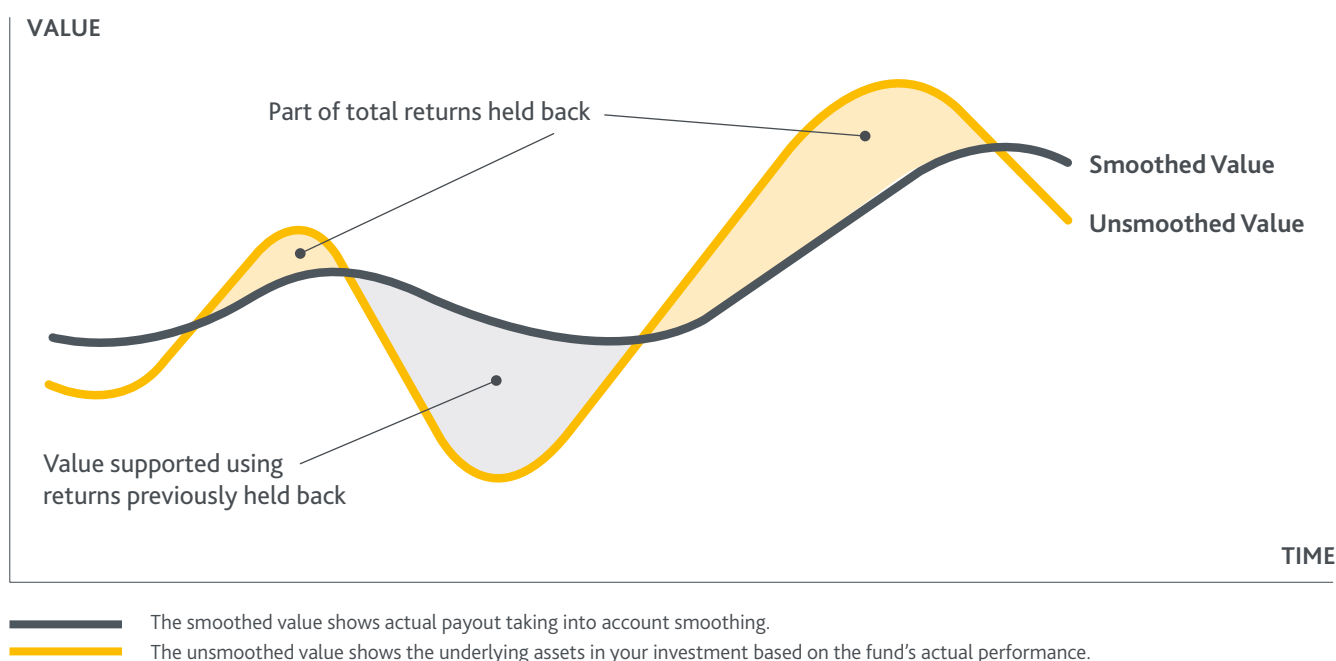 VALUE
Part of total returns held back
Smoothed Value
Unsmoothed Value
Value supported using
returns previously held back
TIME
The smoothed value shows actual payout taking into account smoothing.
The unsmoothed value shows the underlying assets in your investment based on the fund's actual performance.